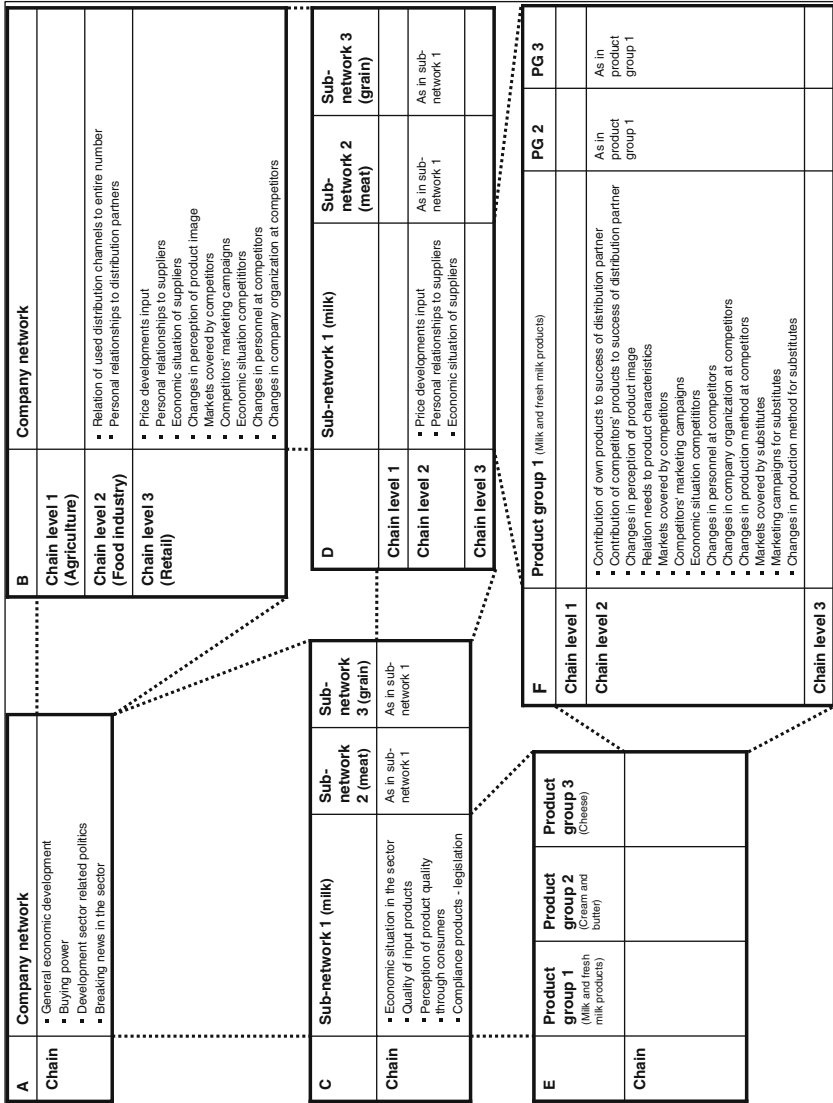 A
Company network
Chain
▪ General economic development
▪ Buying power
▪ Development sector related politics
▪ Breaking news in the sector
B
Company network
Chain level 1
(Agriculture)
Chain level 2
(Food industry)
▪ Relation of used distribution channels to entire number
▪ Personal relationships to distribution partners
Chain level 3
(Retail)
▪ Price developments input
▪ Personal relationships to suppliers
▪ Economic situation of suppliers
▪ Changes in perception of product image
▪ Markets covered by competitors
▪ Competitors' marketing campaigns
▪ Economic situation competititors
▪ Changes in personnel at competitors
▪ Changes in company organization at competitors
C
Sub-network 1 (milk)
Sub-
network
2 (meat)
Sub-
network
3 (grain)
Chain
▪ Economic situation in the sector
▪ Quality of input products
▪ Perception of product quality
▪ through consumers
▪ Compliance products - legislation
As in sub-
network 1
As in sub-
network 1
D
Sub-network 1 (milk)
Sub-
network 2
(meat)
Sub-
network 3
(grain)
Chain level 1
Chain level 2
▪ Price developments input
▪ Personal relationships to suppliers
▪ Economic situation of suppliers
As in sub-
network 1
As in sub-
network 1
Chain level 3
E
Product
group 1
(Milk and fresh
milk products)
Product
group 2
(Cream and
butter)
Product
group 3
(Cheese)
Chain
F
Product group 1 (Milk and fresh milk products)
PG 2
PG 3
Chain level 1
Chain level 2
▪ Contribution of own products to success of distribution partner
▪ Contribution of competitors' products to success of distribution partner
▪ Changes in perception of product image
▪ Relation needs to product characteristics
▪ Markets covered by competitors
▪ Competitors' marketing campaigns
▪ Economic situation competitors
▪ Changes in personnel at competitors
▪ Changes in company organization at competitors
▪ Changes in production method at competitors
▪ Markets covered by substitutes
▪ Marketing campaigns for substitutes
▪ Changes in production method for substitutes
As in
product
group 1
As in
product
group 1
Chain level 3